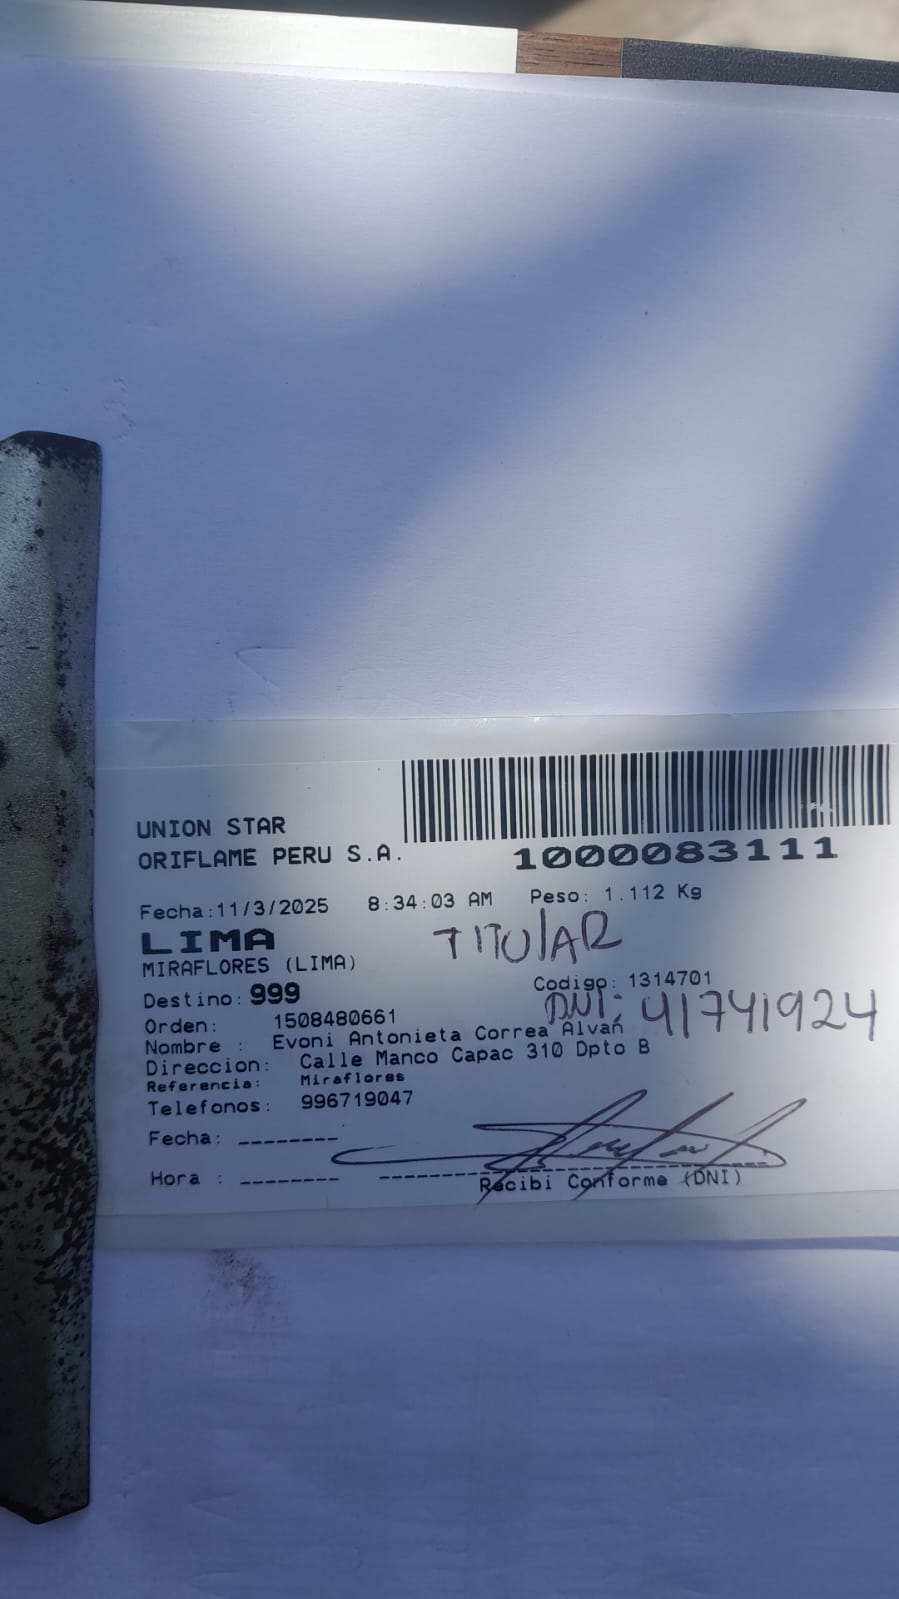 UNION STAR
ORIFLAME PERU S.A.
1000083111
Fecha:11/3/2025 8:34:03 AM Peso: 1.112 Kg
LIMA
TITULAR
MIRAFLORES (LIMA)
Codigo: 1314701
Destino: 999
DNI: 41741924
Orden: 1508480661
Nombre : Evoni Antonieta Correa Alvan
Direccion: Calle Manco Capac 310 Dpto B
Referencia: Miraflores
Telefonos: 996719047
Fecha: ---------
Hora : ---------
Recibi Conforme (DNI)